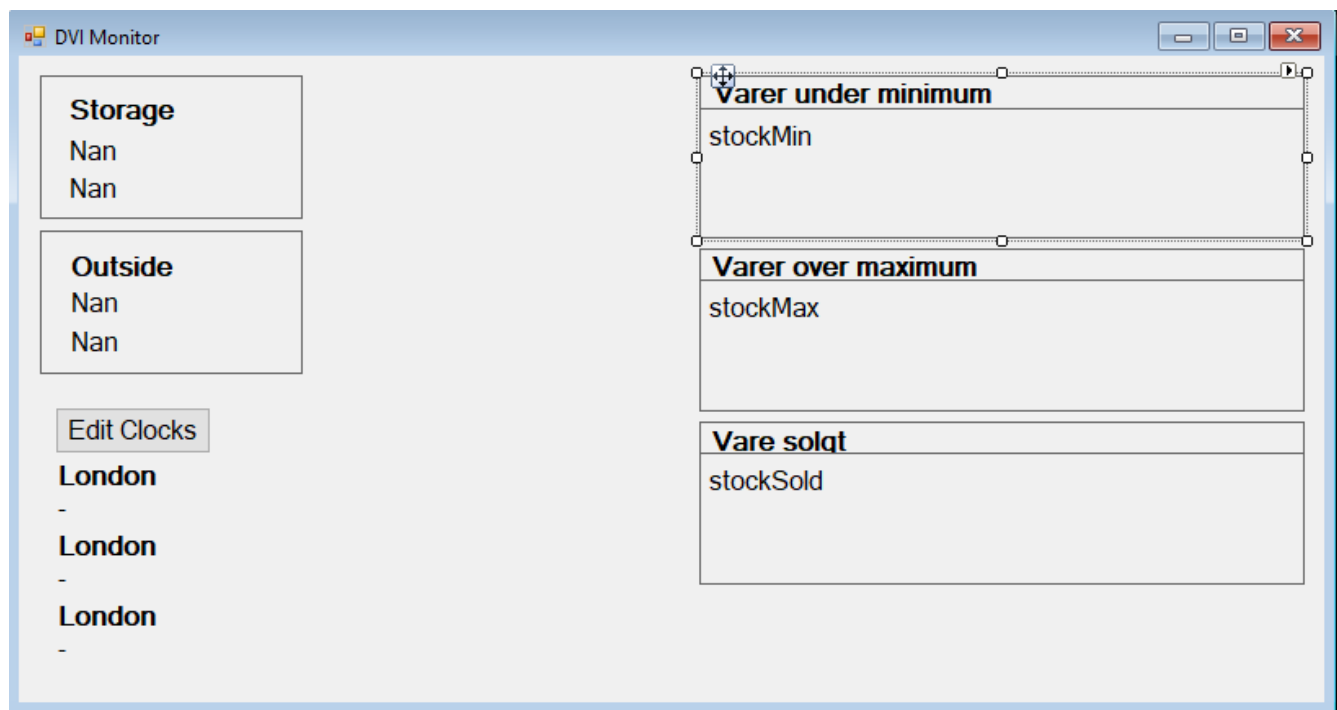 DVI Monitor
Storage
Nan
Nan
Outside
Nan
Nan
Edit Clocks
London
-
London
-
London
-
Varer under minimum
stockMin
Varer over maximum
stockMax
Vare solgt
stockSold